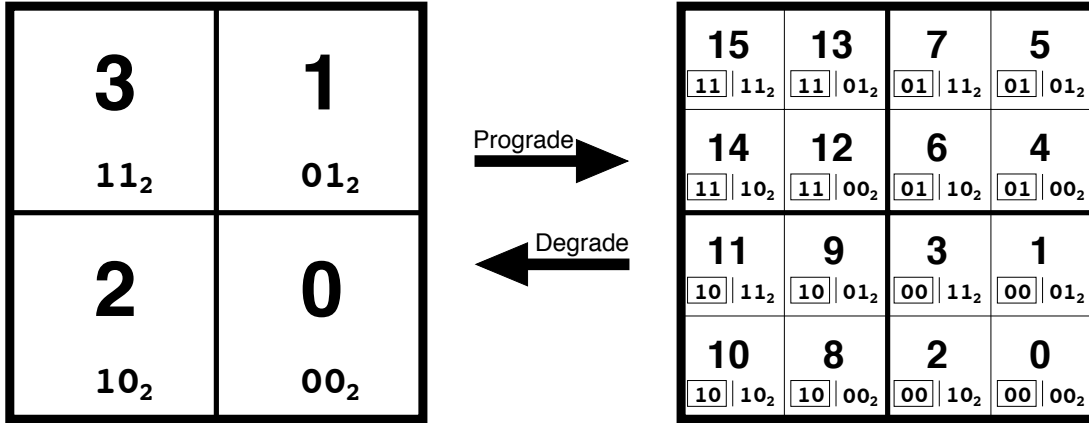 3 1
11₂ 01₂
2 0
10₂ 00₂
Prograde
Degrade
15 13 7 5
11 | 11₂ 11 | 01₂ 01 | 11₂ 01 | 01₂
14 12 6 4
11 | 10₂ 11 | 00₂ 01 | 10₂ 01 | 00₂
11 9 3 1
10 | 11₂ 10 | 01₂ 00 | 11₂ 00 | 01₂
10 8 2 0
10 | 10₂ 10 | 00₂ 00 | 10₂ 00 | 00₂